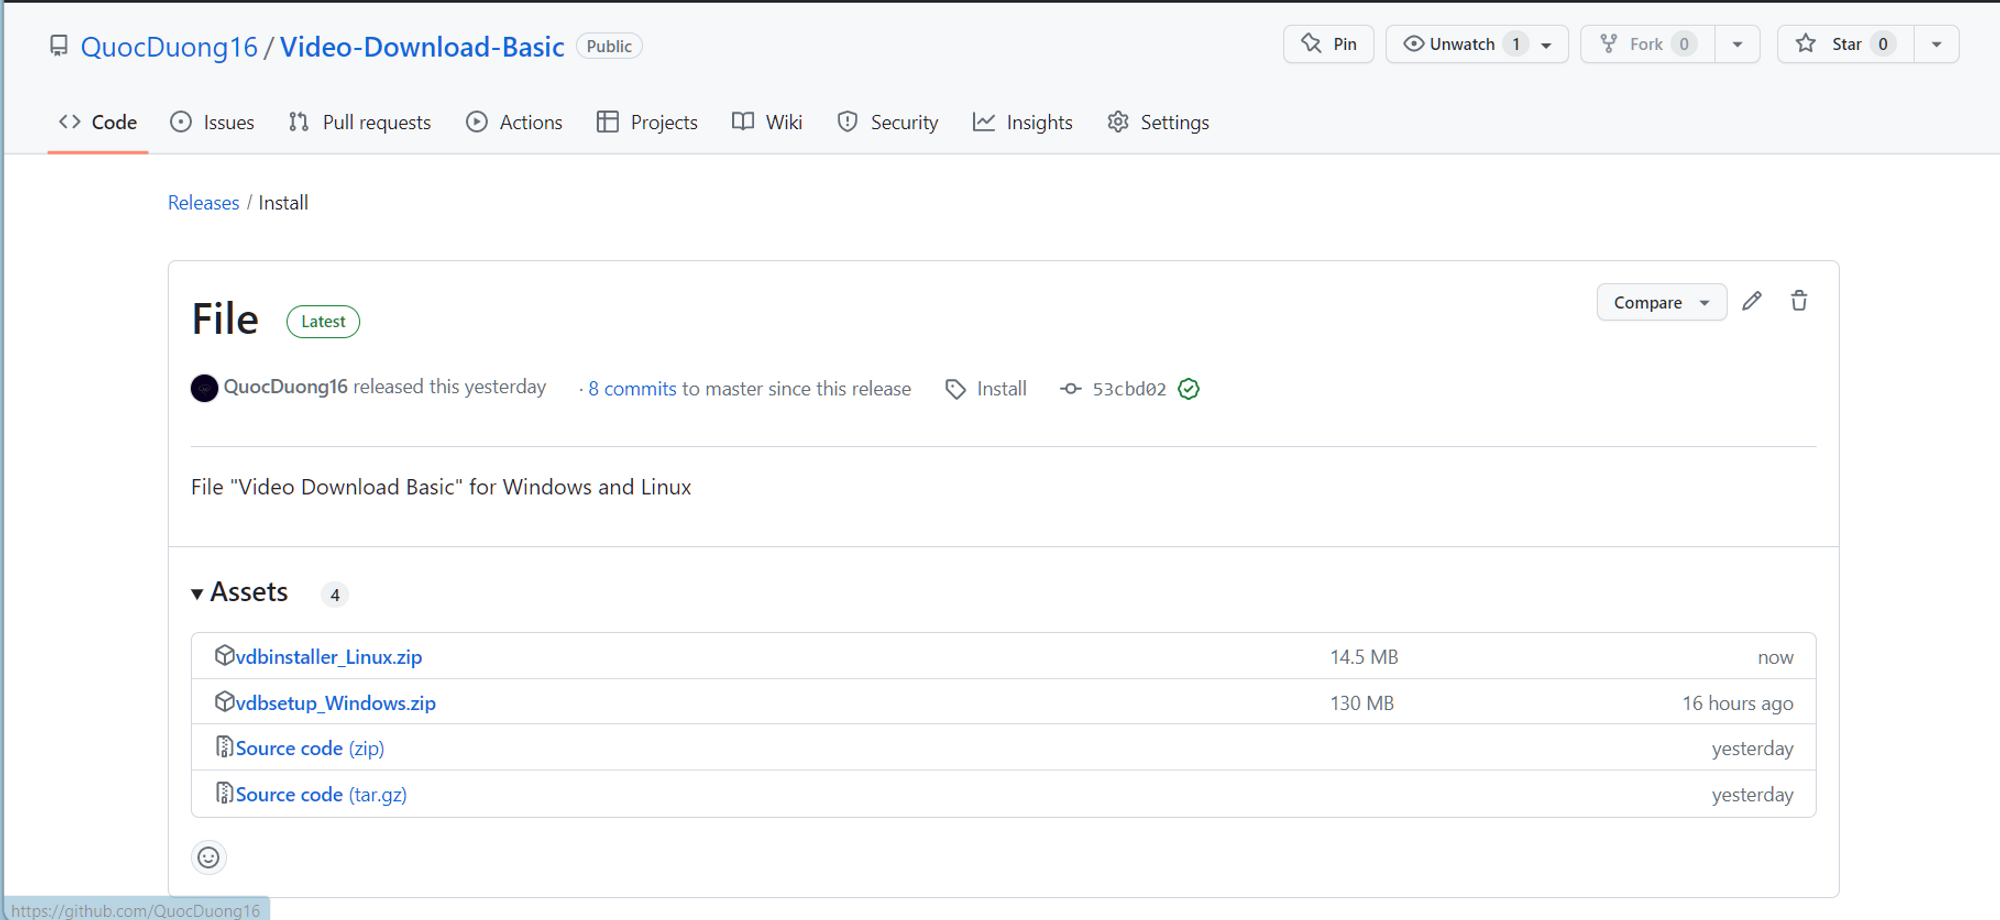 QuocDuong16 / Video-Download-Basic Public Pin Unwatch 1 Fork 0 Star 0
Code Issues Pull requests Actions Projects Wiki Security Insights Settings
Releases / Install
File Latest Compare
QuocDuong16 released this yesterday · 8 commits to master since this release Install 53cbd02
File "Video Download Basic" for Windows and Linux
Assets 4
vdbinstaller_Linux.zip 14.5 MB now
vdbsetup_Windows.zip 130 MB 16 hours ago
Source code (zip) yesterday
Source code (tar.gz) yesterday
https://github.com/QuocDuong16